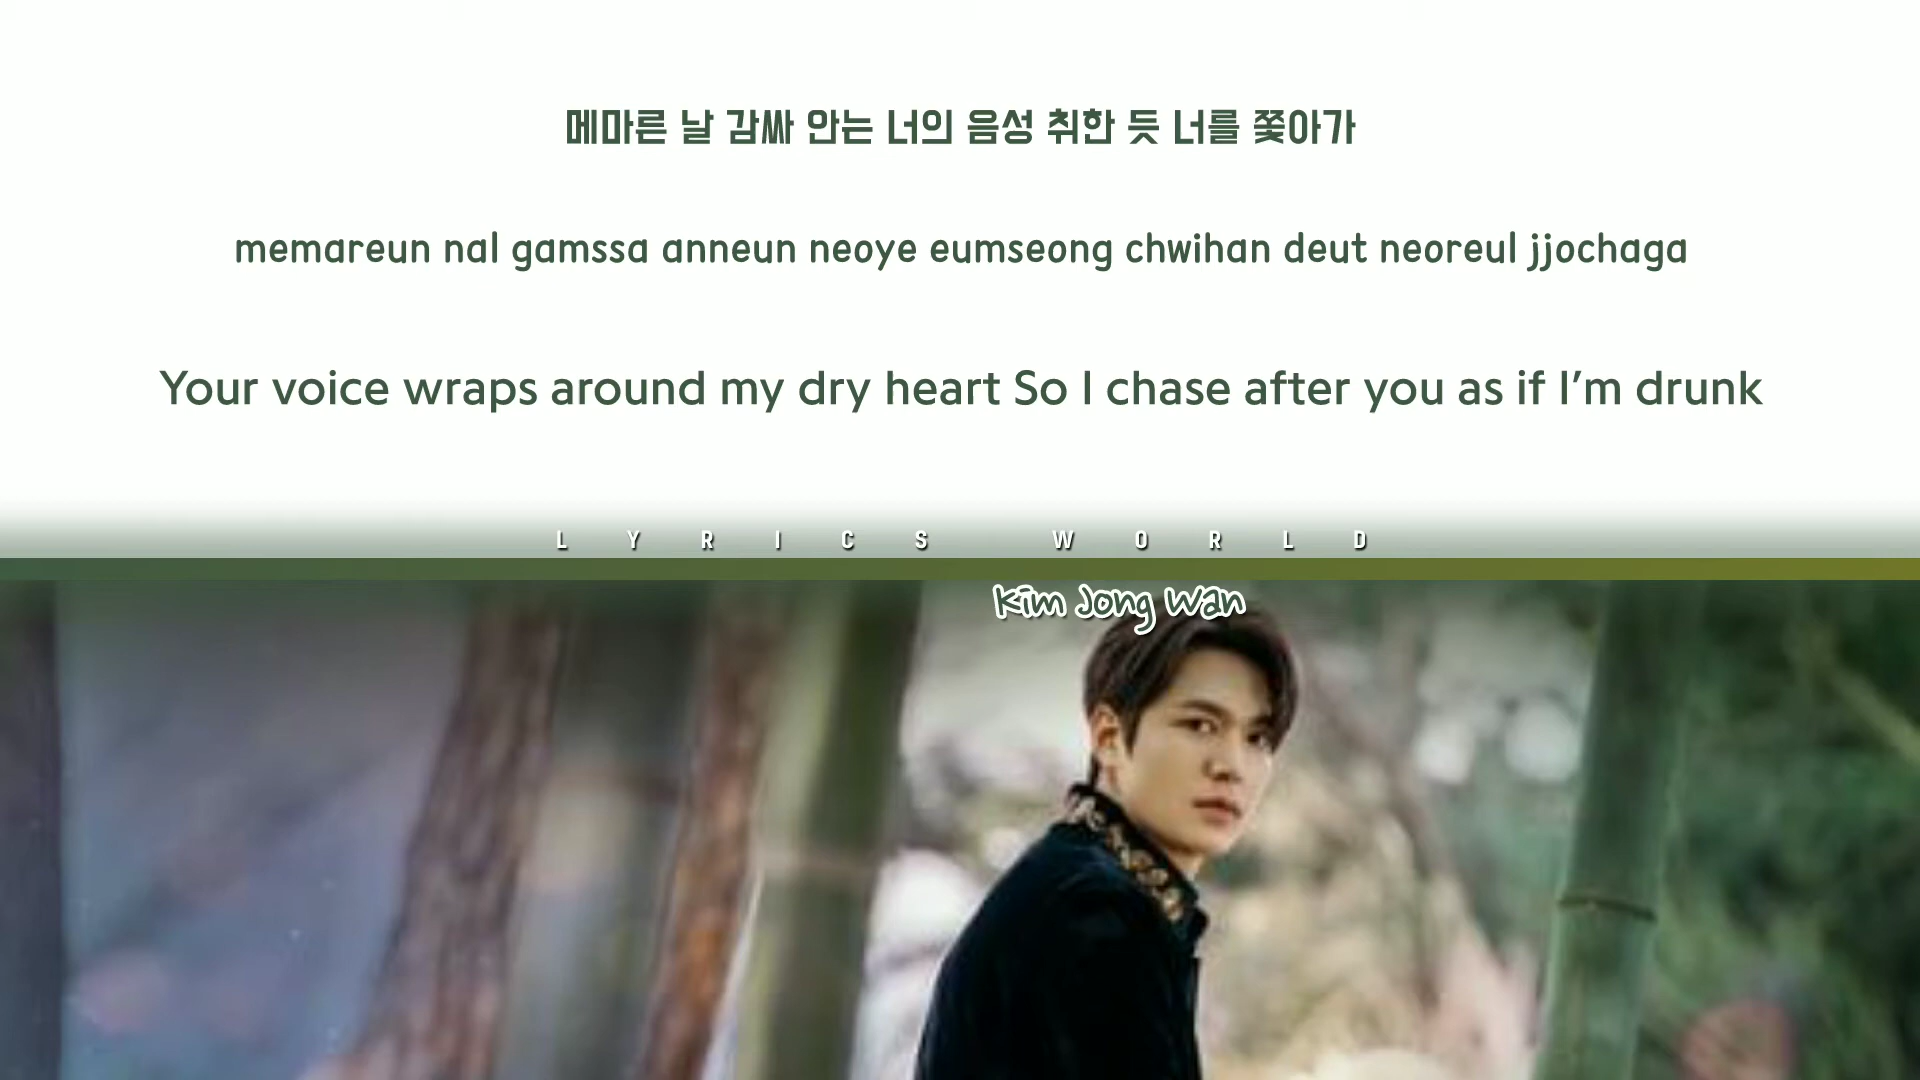 메마른 날 감싸 안는 너의 음성 취한 듯 너를 쫓아가
memareun nal gamssa anneun neoye eumseong chwihan deut neoreul jjochaga
Your voice wraps around my dry heart So I chase after you as if I’m drunk
LYRICS WORLD
Kim Jong Wan